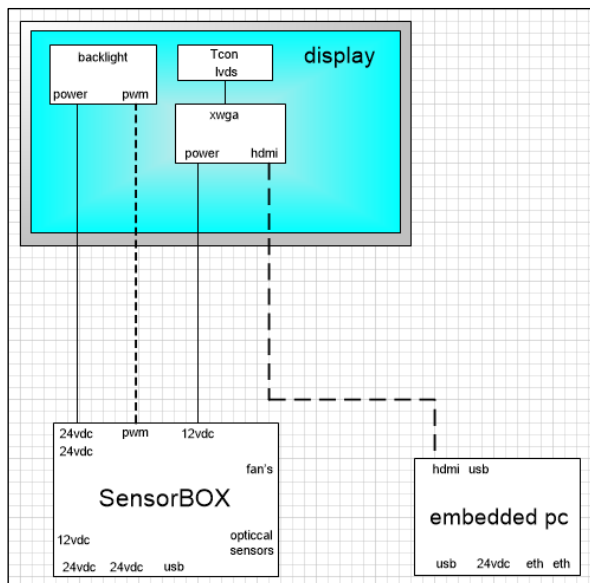 display
backlight
power pwm
Tcon
lvds
xwga
power hdmi
24vdc pwm 12vdc
24vdc
fan's
SensorBOX
12vdc
opticcal
sensors
24vdc 24vdc usb
hdmi usb
embedded pc
usb 24vdc eth eth